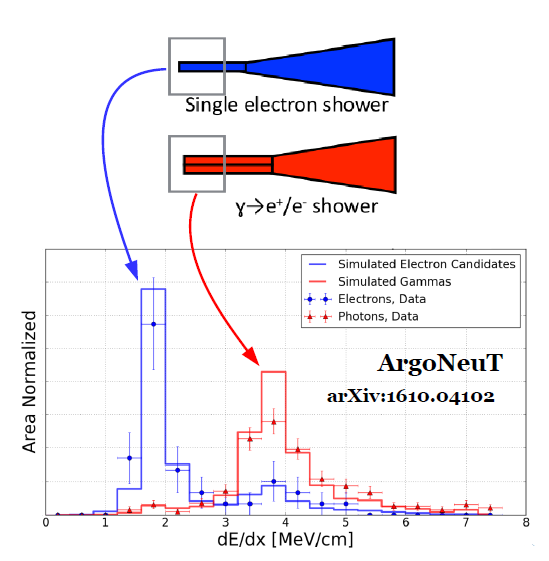 Single electron shower
ɣ→e⁺/e⁻ shower
Simulated Electron Candidates
Simulated Gammas
Electrons, Data
Photons, Data
ArgoNeuT
arXiv:1610.04102
Area Normalized
0 1 2 3 4 5 6 7 8
dE/dx [MeV/cm]